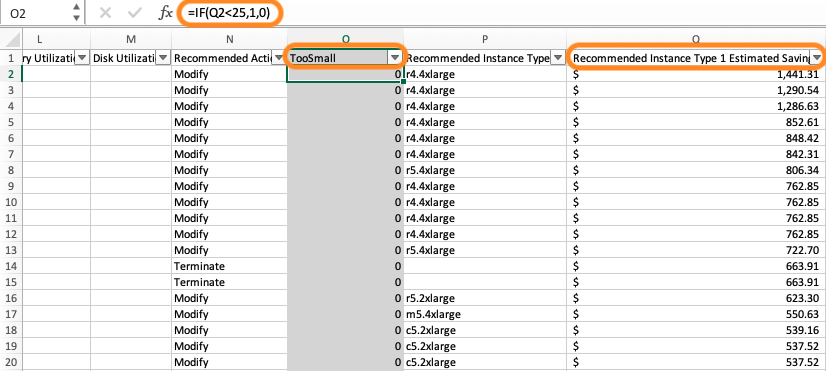 O2 fx =IF(Q2<25,1,0)
L M N O P Q
1 ry Utilizati Disk Utilizati Recommended Acti TooSmall Recommended Instance Type Recommended Instance Type 1 Estimated Savin
2 Modify 0 r4.4xlarge $ 1,441.31
3 Modify 0 r4.4xlarge $ 1,290.54
4 Modify 0 r4.4xlarge $ 1,286.63
5 Modify 0 r4.4xlarge $ 852.61
6 Modify 0 r4.4xlarge $ 848.42
7 Modify 0 r4.4xlarge $ 842.31
8 Modify 0 r5.4xlarge $ 806.34
9 Modify 0 r4.4xlarge $ 762.85
10 Modify 0 r4.4xlarge $ 762.85
11 Modify 0 r4.4xlarge $ 762.85
12 Modify 0 r4.4xlarge $ 762.85
13 Modify 0 r5.4xlarge $ 722.70
14 Terminate 0 $ 663.91
15 Terminate 0 $ 663.91
16 Modify 0 r5.2xlarge $ 623.30
17 Modify 0 m5.4xlarge $ 550.63
18 Modify 0 c5.2xlarge $ 539.16
19 Modify 0 c5.2xlarge $ 537.52
20 Modify 0 c5.2xlarge $ 537.52